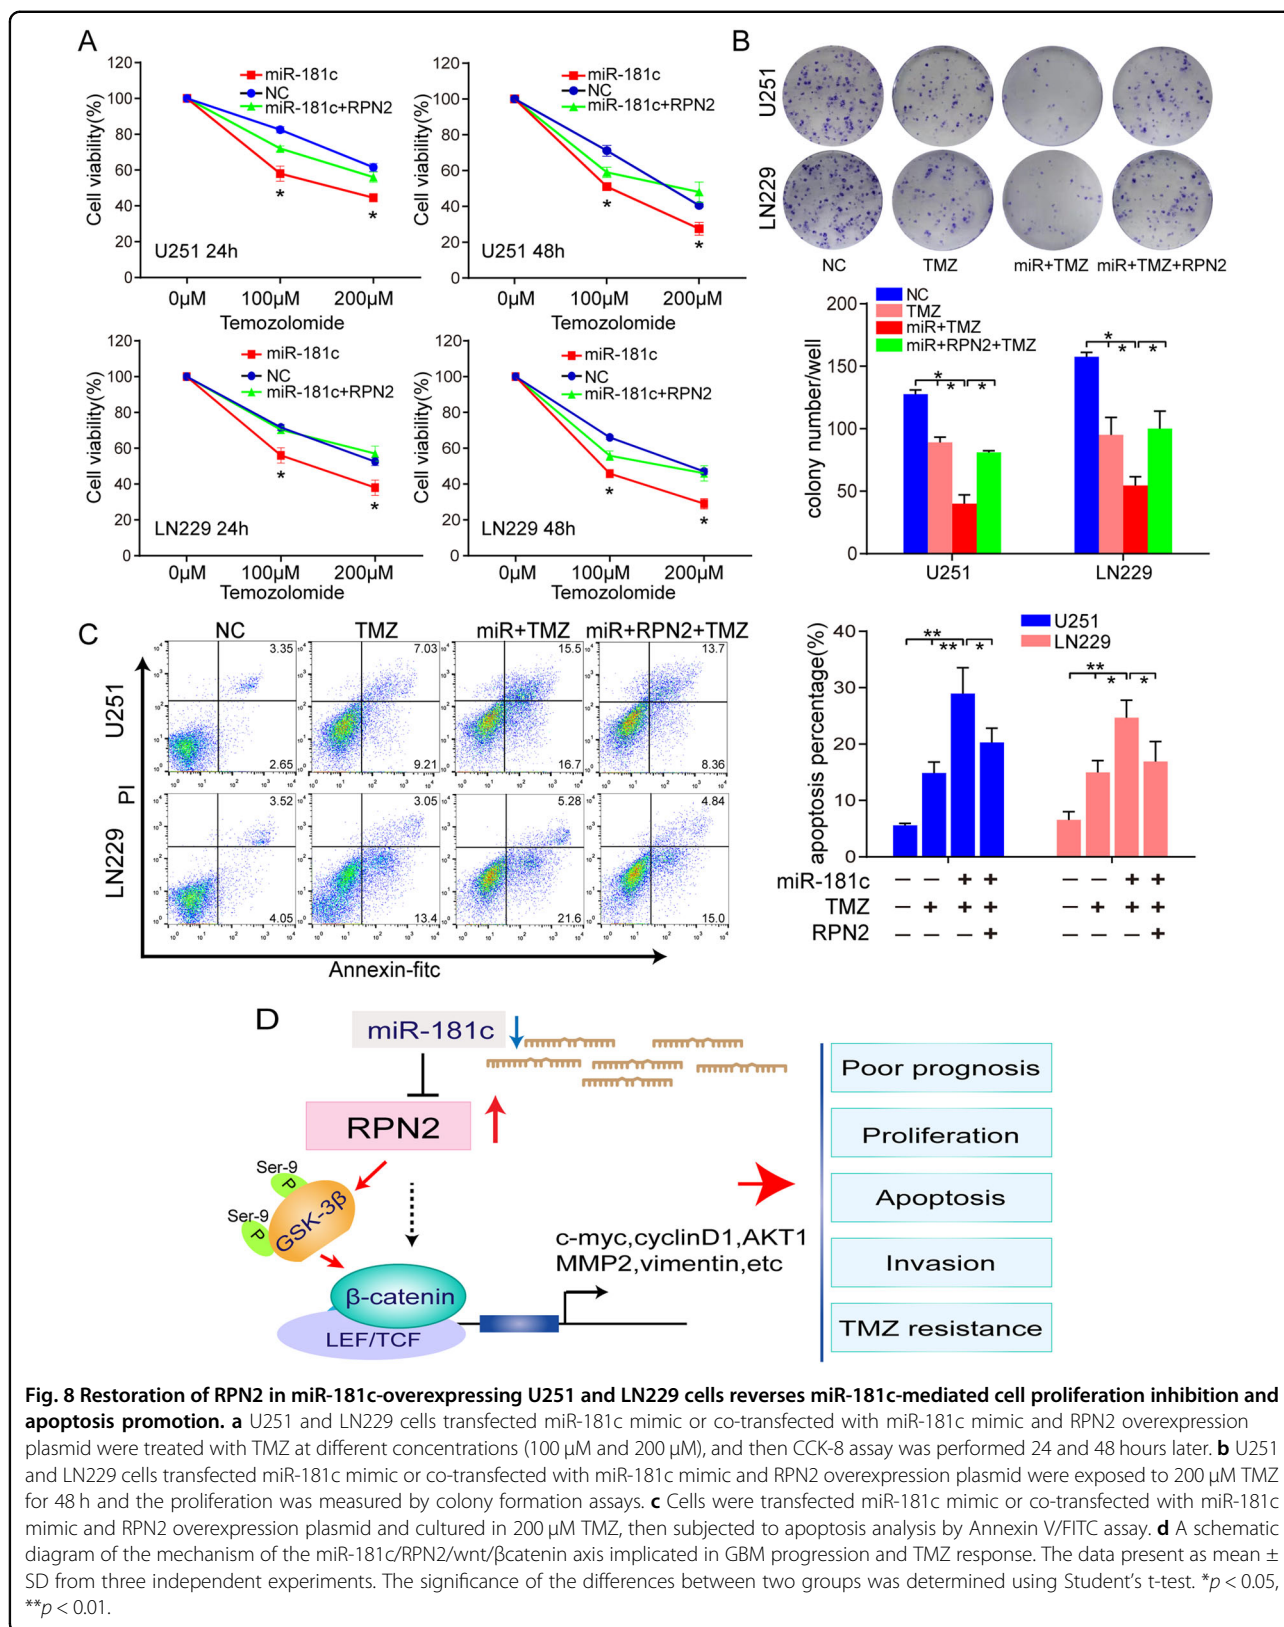 A
miR-181c
NC
miR-181c+RPN2
120
100
80
60
40
20
0
Cell viability(%)
U251 24h
0µM 100µM 200µM
Temozolomide
*
*
miR-181c
NC
miR-181c+RPN2
120
100
80
60
40
20
0
Cell viability(%)
U251 48h
0µM 100µM 200µM
Temozolomide
*
*
miR-181c
NC
miR-181c+RPN2
120
100
80
60
40
20
0
Cell viability(%)
LN229 24h
0µM 100µM 200µM
Temozolomide
*
*
miR-181c
NC
miR-181c+RPN2
120
100
80
60
40
20
0
Cell viability(%)
LN229 48h
0µM 100µM 200µM
Temozolomide
*
*
B
U251
LN229
NC TMZ miR+TMZ miR+TMZ+RPN2
NC
TMZ
miR+TMZ
miR+RPN2+TMZ
200
150
100
50
0
colony number/well
* * *
* * *
U251 LN229
C
NC TMZ miR+TMZ miR+RPN2+TMZ
U251
3.35 7.03 15.5 13.7
2.65 9.21 16.7 8.36
LN229
3.52 3.05 5.28 4.84
4.05 13.4 21.6 15.0
PI
Annexin-fitc
U251
LN229
40
30
20
10
0
apoptosis percentage(%)
** ** *
** * *
miR-181c — — + + — — + +
TMZ — + + + — + + +
RPN2 — — — + — — — +
D
miR-181c
RPN2
Ser-9
P
Ser-9
P
GSK-3β
β-catenin
LEF/TCF
c-myc,cyclinD1,AKT1
MMP2,vimentin,etc
Poor prognosis
Proliferation
Apoptosis
Invasion
TMZ resistance
Fig. 8 Restoration of RPN2 in miR-181c-overexpressing U251 and LN229 cells reverses miR-181c-mediated cell proliferation inhibition and
apoptosis promotion. a U251 and LN229 cells transfected miR-181c mimic or co-transfected with miR-181c mimic and RPN2 overexpression
plasmid were treated with TMZ at different concentrations (100 µM and 200 µM), and then CCK-8 assay was performed 24 and 48 hours later. b U251
and LN229 cells transfected miR-181c mimic or co-transfected with miR-181c mimic and RPN2 overexpression plasmid were exposed to 200 µM TMZ
for 48 h and the proliferation was measured by colony formation assays. c Cells were transfected miR-181c mimic or co-transfected with miR-181c
mimic and RPN2 overexpression plasmid and cultured in 200 µM TMZ, then subjected to apoptosis analysis by Annexin V/FITC assay. d A schematic
diagram of the mechanism of the miR-181c/RPN2/wnt/βcatenin axis implicated in GBM progression and TMZ response. The data present as mean ±
SD from three independent experiments. The significance of the differences between two groups was determined using Student's t-test. *p < 0.05,
**p < 0.01.